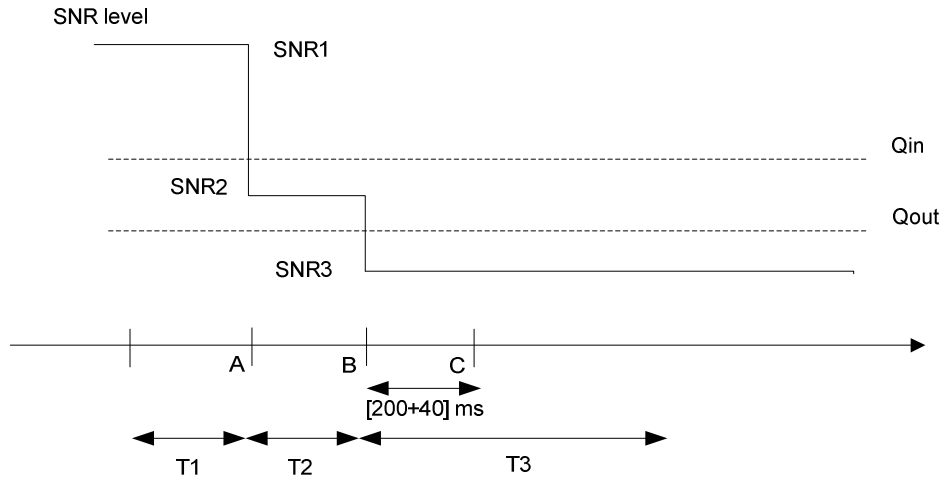 SNR level
SNR1
Qin
SNR2
Qout
SNR3
A B C
[200+40] ms
T1 T2 T3